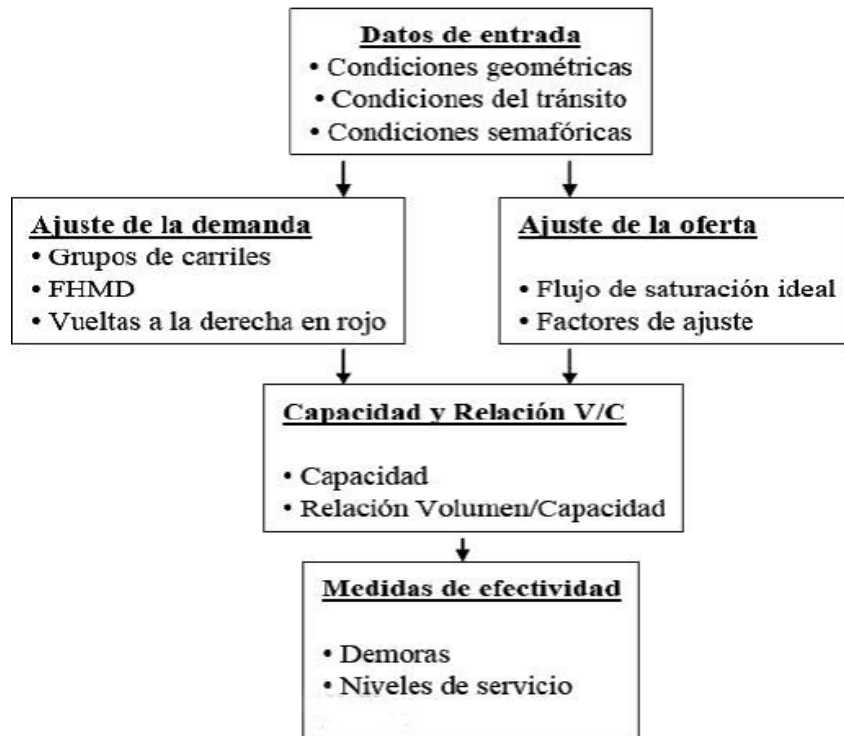 Datos de entrada
• Condiciones geométricas
• Condiciones del tránsito
• Condiciones semafóricas
Ajuste de la demanda
• Grupos de carriles
• FHMD
• Vueltas a la derecha en rojo
Ajuste de la oferta
• Flujo de saturación ideal
• Factores de ajuste
Capacidad y Relación V/C
• Capacidad
• Relación Volumen/Capacidad
Medidas de efectividad
• Demoras
• Niveles de servicio